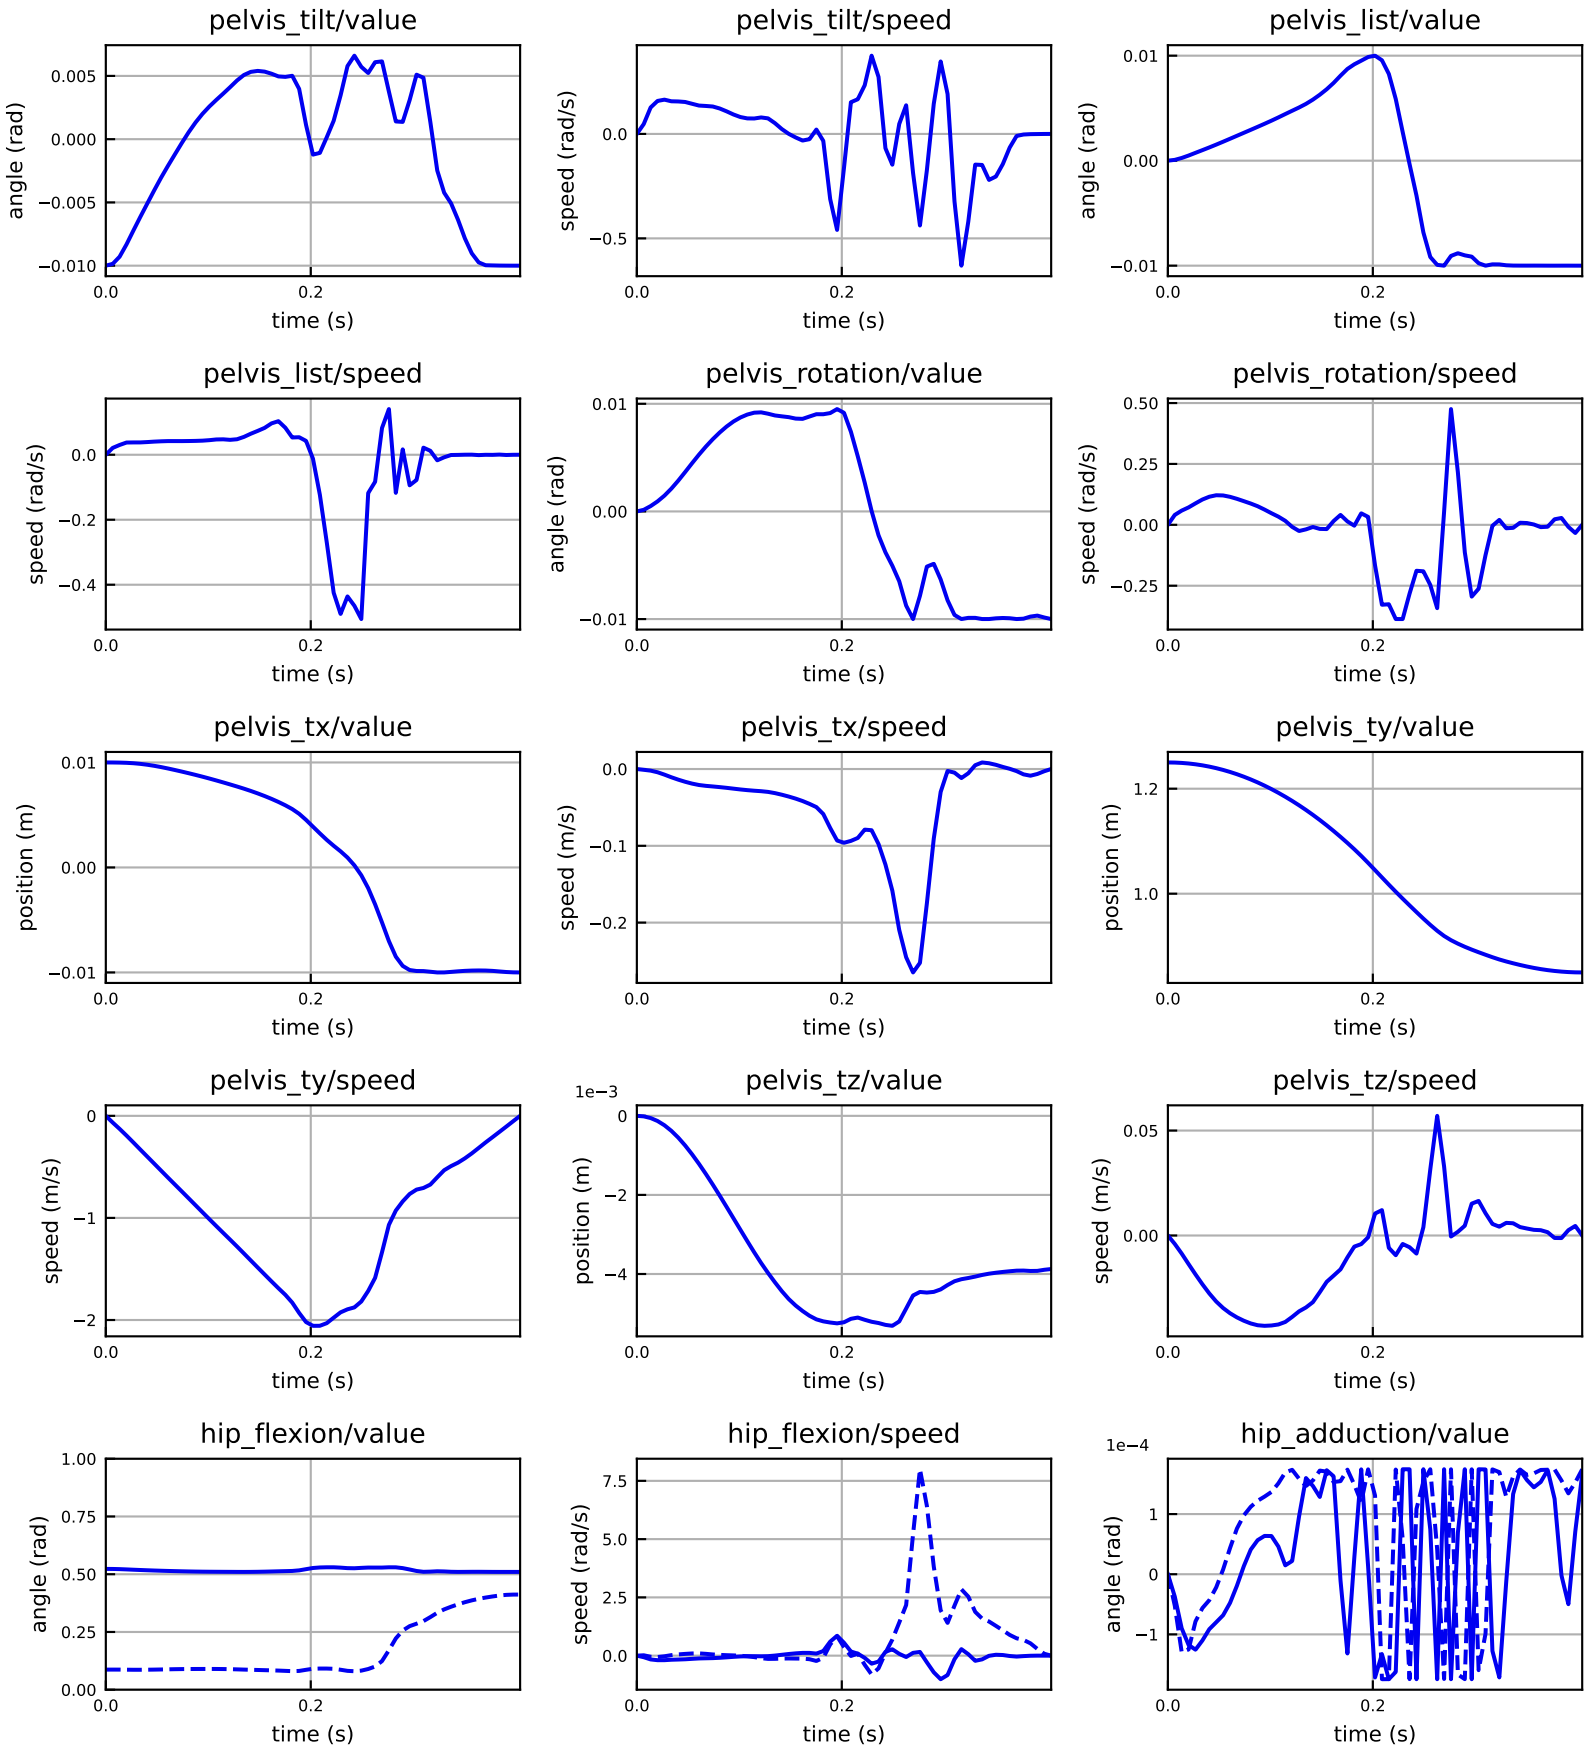 pelvis_tilt/value
pelvis_tilt/speed
pelvis_list/value
angle (rad)
0.005
0.000
−0.005
−0.010
0.0
0.2
time (s)
speed (rad/s)
0.0
−0.5
0.0
0.2
time (s)
angle (rad)
0.01
0.00
−0.01
0.0
0.2
time (s)
pelvis_list/speed
pelvis_rotation/value
pelvis_rotation/speed
speed (rad/s)
0.0
−0.2
−0.4
0.0
0.2
time (s)
angle (rad)
0.01
0.00
−0.01
0.0
0.2
time (s)
speed (rad/s)
0.50
0.25
0.00
−0.25
0.0
0.2
time (s)
pelvis_tx/value
pelvis_tx/speed
pelvis_ty/value
position (m)
0.01
0.00
−0.01
0.0
0.2
time (s)
speed (m/s)
0.0
−0.1
−0.2
0.0
0.2
time (s)
position (m)
1.2
1.0
0.0
0.2
time (s)
pelvis_ty/speed
pelvis_tz/value
pelvis_tz/speed
speed (m/s)
0
−1
−2
0.0
0.2
time (s)
1e−3
position (m)
0
−2
−4
0.0
0.2
time (s)
speed (m/s)
0.05
0.00
0.0
0.2
time (s)
hip_flexion/value
hip_flexion/speed
hip_adduction/value
angle (rad)
1.00
0.75
0.50
0.25
0.00
0.0
0.2
time (s)
speed (rad/s)
7.5
5.0
2.5
0.0
0.0
0.2
time (s)
1e−4
angle (rad)
1
0
−1
0.0
0.2
time (s)